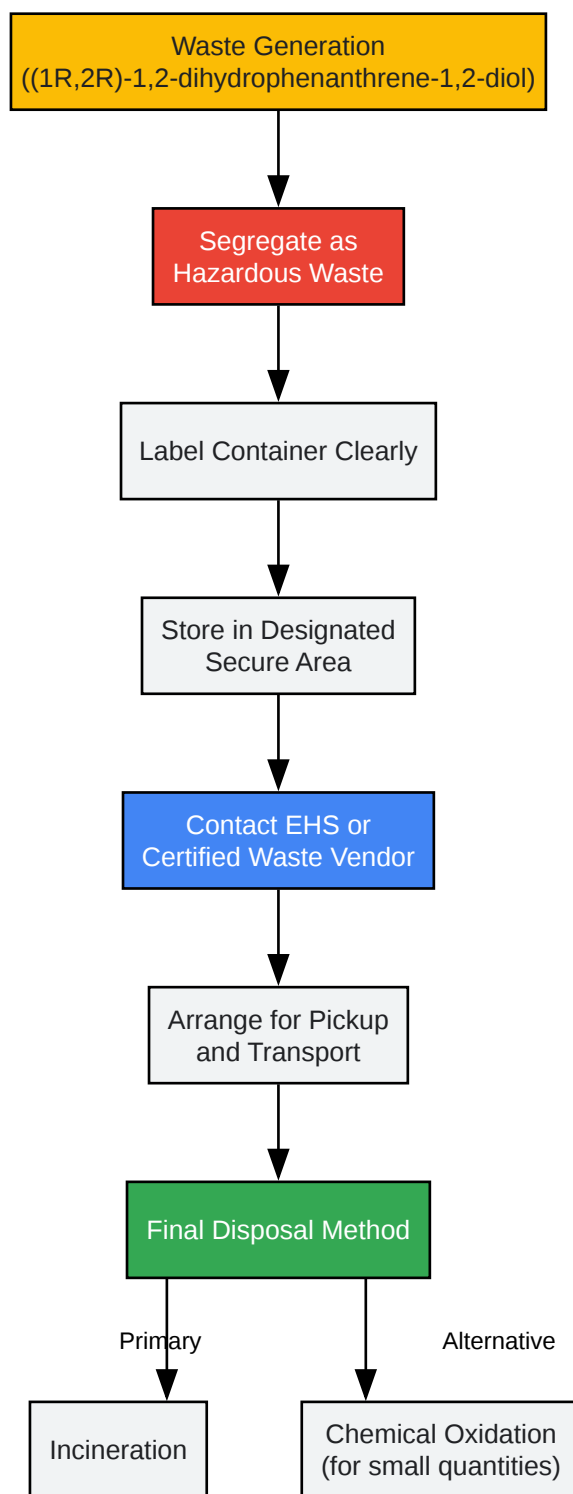 Waste Generation
((1R,2R)-1,2-dihydrophenanthrene-1,2-diol)
Segregate as
Hazardous Waste
Label Container Clearly
Store in Designated
Secure Area
Contact EHS or
Certified Waste Vendor
Arrange for Pickup
and Transport
Final Disposal Method
Primary
Alternative
Incineration
Chemical Oxidation
(for small quantities)